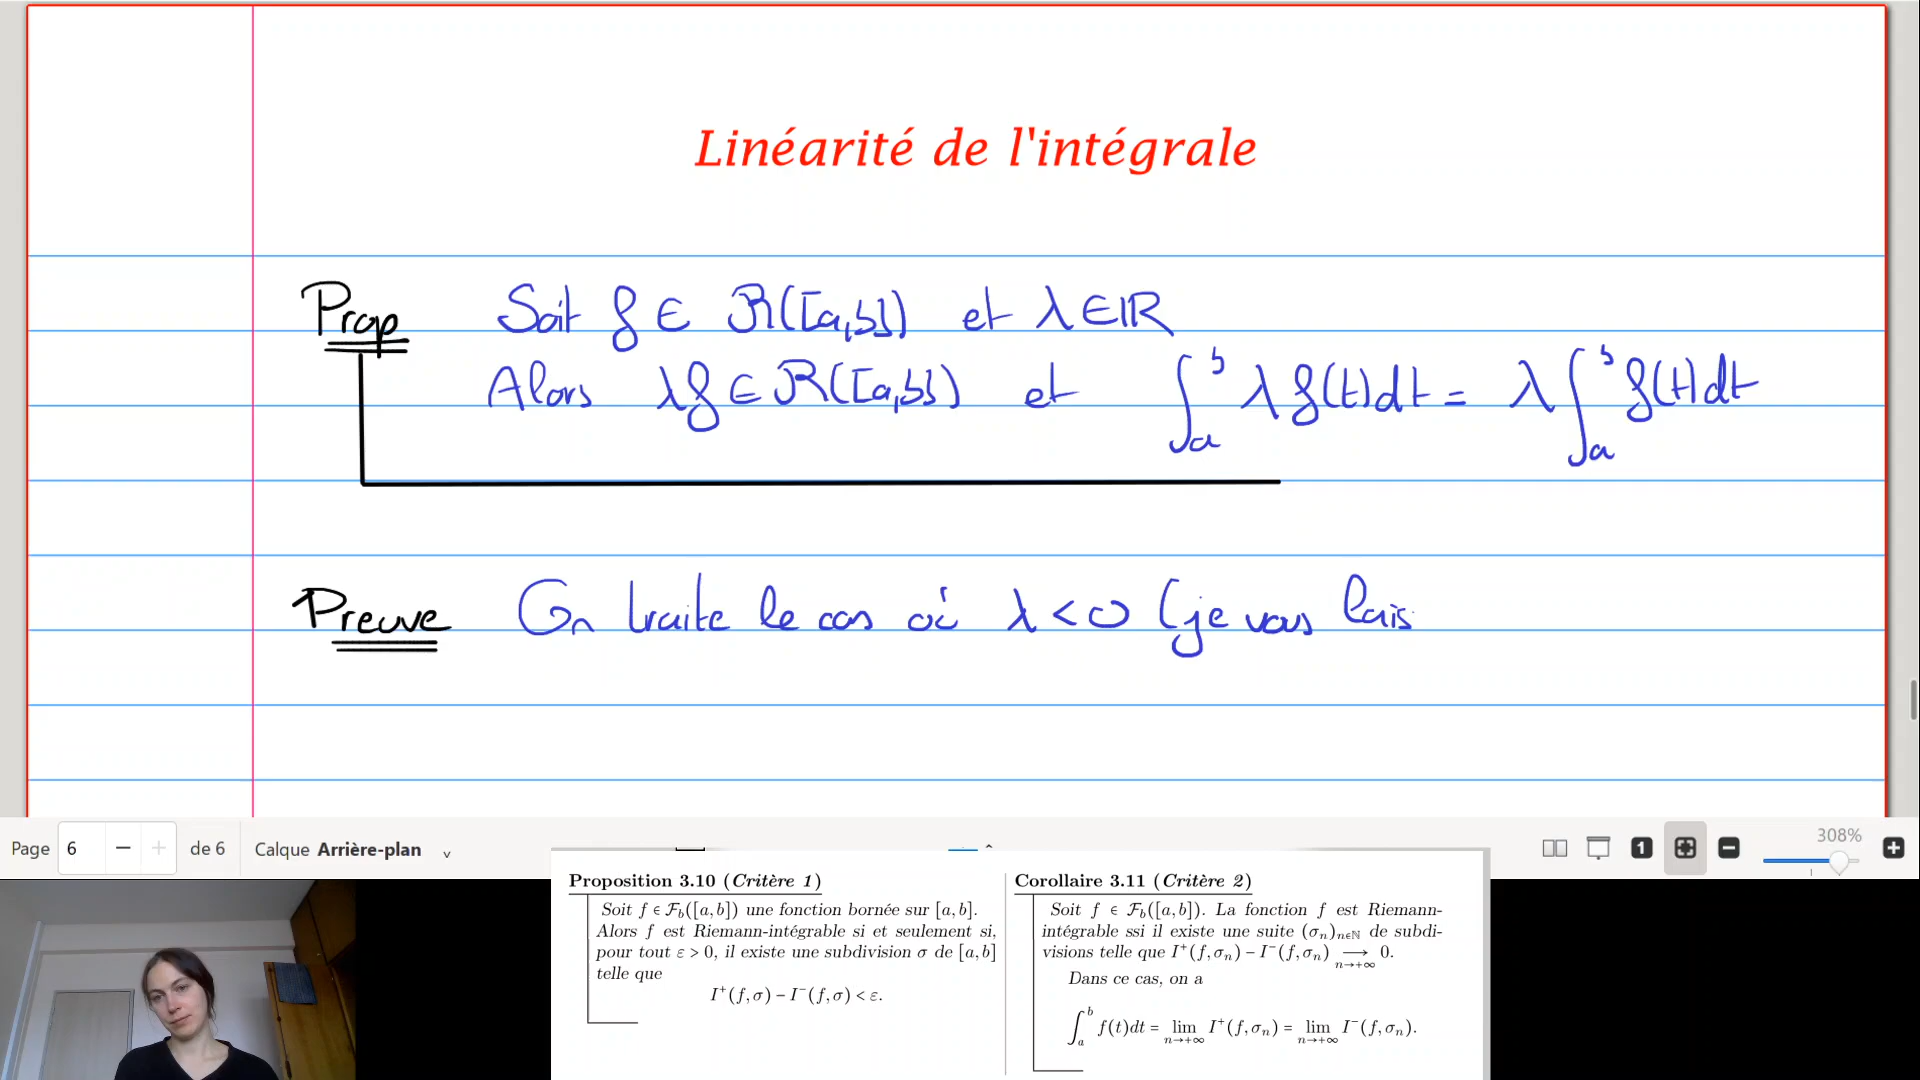 Linéarité de l'intégrale
Prop Soit f ∈ R([a,b]) et λ ∈ ℝ
Alors λf ∈ R([a,b]) et ∫_a^b λf(t)dt = λ∫_a^b f(t)dt
Preuve On traite le cas où λ < 0 (je vous lais
Page 6 − + de 6 Calque Arrière-plan 1 308%
Proposition 3.10 (Critère 1)
Soit f ∈ F_b([a,b]) une fonction bornée sur [a,b].
Alors f est Riemann-intégrable si et seulement si,
pour tout ε > 0, il existe une subdivision σ de [a,b]
telle que
I⁺(f,σ) − I⁻(f,σ) < ε.
Corollaire 3.11 (Critère 2)
Soit f ∈ F_b([a,b]). La fonction f est Riemann-
intégrable ssi il existe une suite (σ_n)_{n∈ℕ} de subdi-
visions telle que I⁺(f,σ_n) − I⁻(f,σ_n) ⟶_{n→+∞} 0.
Dans ce cas, on a
∫_a^b f(t)dt = lim_{n→+∞} I⁺(f,σ_n) = lim_{n→+∞} I⁻(f,σ_n).